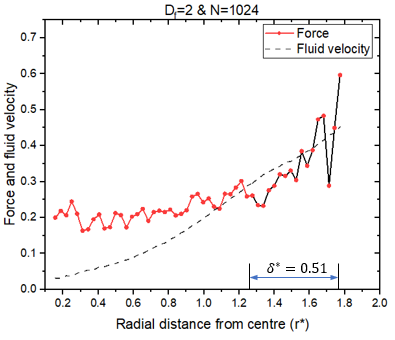 D_f=2 & N=1024
Force
Fluid velocity
Force and fluid velocity
0.7
0.6
0.5
0.4
0.3
0.2
0.1
0.0
δ* = 0.51
0.2 0.4 0.6 0.8 1.0 1.2 1.4 1.6 1.8 2.0
Radial distance from centre (r*)